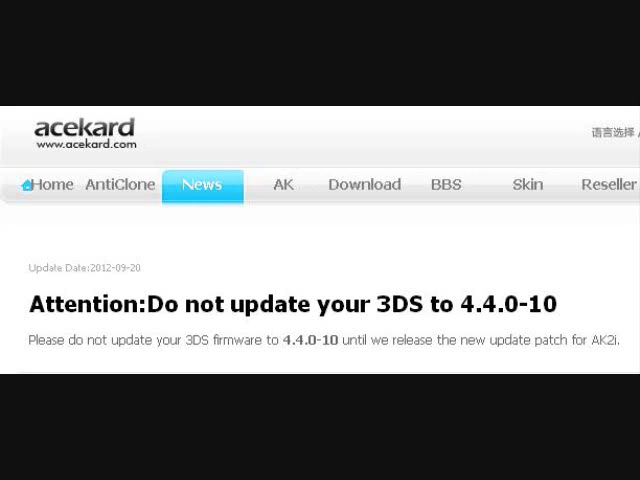 acekard
www.acekard.com
语言选择
Home AntiClone News AK Download BBS Skin Reseller
Update Date:2012-09-20
Attention:Do not update your 3DS to 4.4.0-10
Please do not update your 3DS firmware to 4.4.0-10 until we release the new update patch for AK2i.